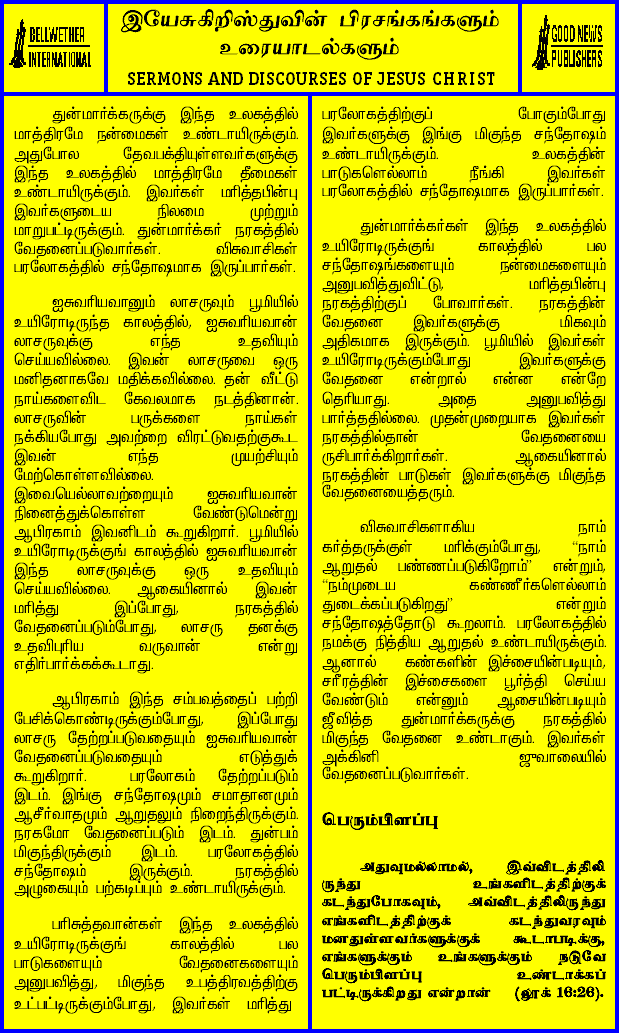 BELLWETHER
INTERNATIONAL
இயேசுகிறிஸ்துவின் பிரசங்கங்களும்
உரையாடல்களும்
SERMONS AND DISCOURSES OF JESUS CHRIST
GOOD NEWS
PUBLISHERS
துன்மார்க்கருக்கு இந்த உலகத்தில்
மாத்திரமே நன்மைகள் உண்டாயிருக்கும்.
அதுபோல தேவபக்தியுள்ளவர்களுக்கு
இந்த உலகத்தில் மாத்திரமே தீமைகள்
உண்டாயிருக்கும். இவர்கள் மரித்தபின்பு
இவர்களுடைய நிலமை முற்றும்
மாறுபட்டிருக்கும். துன்மார்க்கர் நரகத்தில்
வேதனைப்படுவார்கள். விசுவாசிகள்
பரலோகத்தில் சந்தோஷமாக இருப்பார்கள்.
ஐசுவரியவானும் லாசருவும் பூமியில்
உயிரோடிருந்த காலத்தில், ஐசுவரியவான்
லாசருவுக்கு எந்த உதவியும்
செய்யவில்லை. இவன் லாசருவை ஒரு
மனிதனாகவே மதிக்கவில்லை. தன் வீட்டு
நாய்களைவிட கேவலமாக நடத்தினான்.
லாசருவின் பருக்களை நாய்கள்
நக்கியபோது அவற்றை விரட்டுவதற்குகூட
இவன் எந்த முயற்சியும்
மேற்கொள்ளவில்லை.
இவையெல்லாவற்றையும் ஐசுவரியவான்
நினைத்துக்கொள்ள வேண்டுமென்று
ஆபிரகாம் இவனிடம் கூறுகிறார். பூமியில்
உயிரோடிருக்குங் காலத்தில் ஐசுவரியவான்
இந்த லாசருவுக்கு ஒரு உதவியும்
செய்யவில்லை. ஆகையினால் இவன்
மரித்து இப்போது, நரகத்தில்
வேதனைப்படும்போது, லாசரு தனக்கு
உதவிபுரிய வருவான் என்று
எதிர்பார்க்கக்கூடாது.
ஆபிரகாம் இந்த சம்பவத்தைப் பற்றி
பேசிக்கொண்டிருக்கும்போது, இப்போது
லாசரு தேற்றப்படுவதையும் ஐசுவரியவான்
வேதனைப்படுவதையும் எடுத்துக்
கூறுகிறார். பரலோகம் தேற்றப்படும்
இடம். இங்கு சந்தோஷமும் சமாதானமும்
ஆசீர்வாதமும் ஆறுதலும் நிறைந்திருக்கும்.
நரகமோ வேதனைப்படும் இடம். துன்பம்
மிகுந்திருக்கும் இடம். பரலோகத்தில்
சந்தோஷம் இருக்கும். நரகத்தில்
அழுகையும் பற்கடிப்பும் உண்டாயிருக்கும்.
பரிசுத்தவான்கள் இந்த உலகத்தில்
உயிரோடிருக்குங் காலத்தில் பல
பாடுகளையும் வேதனைகளையும்
அனுபவித்து, மிகுந்த உபத்திரவத்திற்கு
உட்பட்டிருக்கும்போது, இவர்கள் மரித்து
பரலோகத்திற்குப் போகும்போது
இவர்களுக்கு இங்கு மிகுந்த சந்தோஷம்
உண்டாயிருக்கும். உலகத்தின்
பாடுகளெல்லாம் நீங்கி இவர்கள்
பரலோகத்தில் சந்தோஷமாக இருப்பார்கள்.
துன்மார்க்கர்கள் இந்த உலகத்தில்
உயிரோடிருக்குங் காலத்தில் பல
சந்தோஷங்களையும் நன்மைகளையும்
அனுபவித்துவிட்டு, மரித்தபின்பு
நரகத்திற்குப் போவார்கள். நரகத்தின்
வேதனை இவர்களுக்கு மிகவும்
அதிகமாக இருக்கும். பூமியில் இவர்கள்
உயிரோடிருக்கும்போது இவர்களுக்கு
வேதனை என்றால் என்ன என்றே
தெரியாது. அதை அனுபவித்து
பார்த்ததில்லை. முதன்முறையாக இவர்கள்
நரகத்தில்தான் வேதனையை
ருசிபார்க்கிறார்கள். ஆகையினால்
நரகத்தின் பாடுகள் இவர்களுக்கு மிகுந்த
வேதனையைத்தரும்.
விசுவாசிகளாகிய நாம்
கர்த்தருக்குள் மரிக்கும்போது, “நாம்
ஆறுதல் பண்ணப்படுகிறோம்” என்றும்,
“நம்முடைய கண்ணீர்களெல்லாம்
துடைக்கப்படுகிறது” என்றும்
சந்தோஷத்தோடு கூறலாம். பரலோகத்தில்
நமக்கு நித்திய ஆறுதல் உண்டாயிருக்கும்.
ஆனால் கண்களின் இச்சையின்படியும்,
சரீரத்தின் இச்சைகளை பூர்த்தி செய்ய
வேண்டும் என்னும் ஆசையின்படியும்
ஜீவித்த துன்மார்க்கருக்கு நரகத்தில்
மிகுந்த வேதனை உண்டாகும். இவர்கள்
அக்கினி ஜுவாலையில்
வேதனைப்படுவார்கள்.
பெரும்பிளப்பு
அதுவுமல்லாமல், இவ்விடத்திலி
ருந்து உங்களிடத்திற்குக்
கடந்துபோகவும், அவ்விடத்திலிருந்து
எங்களிடத்திற்குக் கடந்துவரவும்
மனதுள்ளவர்களுக்குக் கூடாபடிக்கு,
எங்களுக்கும் உங்களுக்கும் நடுவே
பெரும்பிளப்பு உண்டாக்கப்
பட்டிருக்கிறது என்றான் (லூக் 16:26).